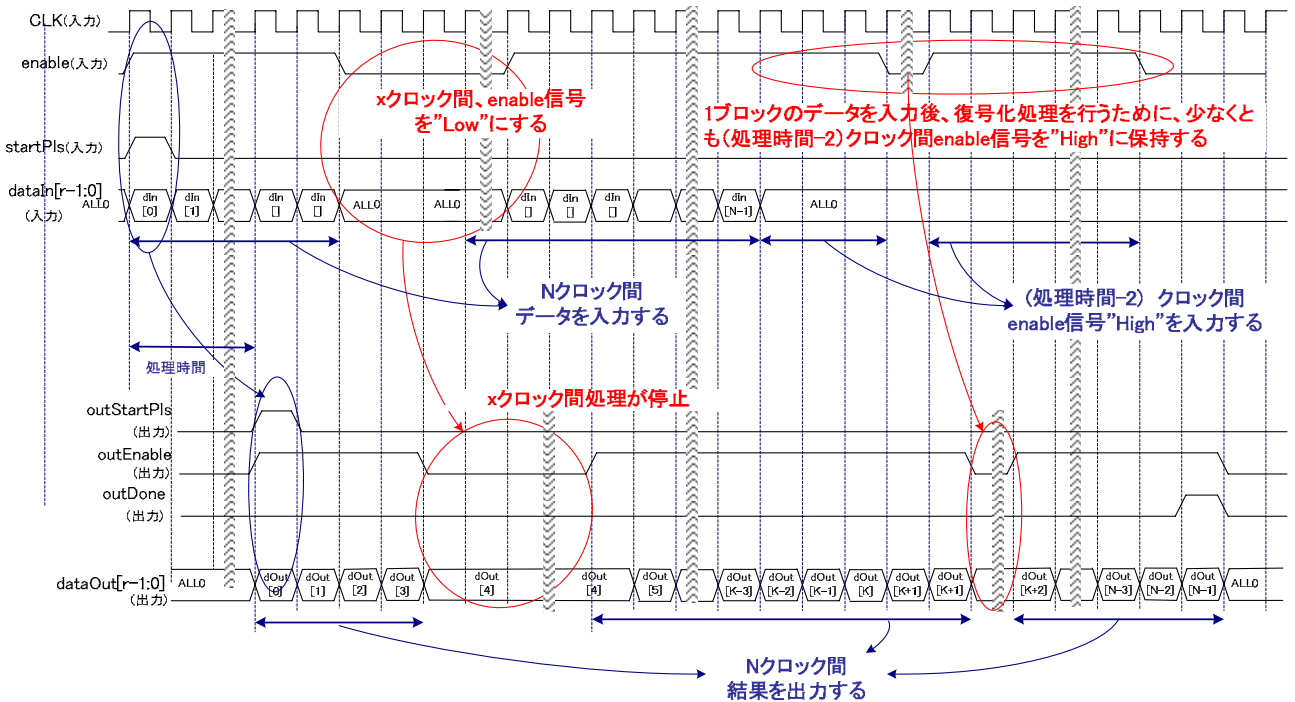 CLK(入力)
enable(入力)
xクロック間、enable信号
を"Low"にする
1ブロックのデータを入力後、復号化処理を行うために、少なくと
も(処理時間-2)クロック間enable信号を"High"に保持する
startPls(入力)
dataIn[r-1:0]
(入力)
ALL0
dIn
[0]
dIn
[1]
dIn
[]
dIn
[]
ALL0
ALL0
dIn
[]
dIn
[]
dIn
[]
dIn
[N-1]
ALL0
Nクロック間
データを入力する
(処理時間-2) クロック間
enable信号"High"を入力する
処理時間
xクロック間処理が停止
outStartPls
(出力)
outEnable
(出力)
outDone
(出力)
dataOut[r-1:0]
(出力)
ALL0
dOut
[0]
dOut
[1]
dOut
[2]
dOut
[3]
dOut
[4]
dOut
[4]
dOut
[5]
dOut
[K-3]
dOut
[K-2]
dOut
[K-1]
dOut
[K]
dOut
[K+1]
dOut
[K+1]
dOut
[K+2]
dOut
[N-3]
dOut
[N-2]
dOut
[N-1]
ALL0
Nクロック間
結果を出力する